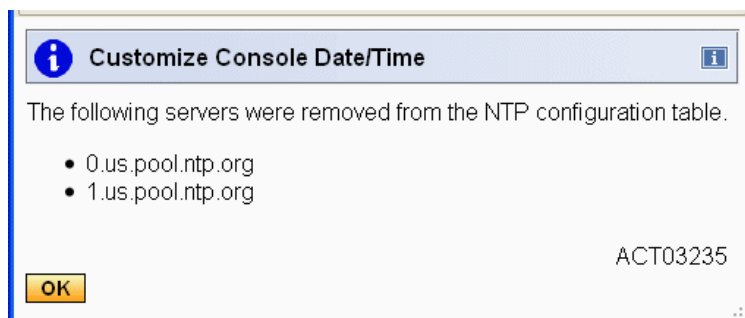 Customize Console Date/Time
The following servers were removed from the NTP configuration table.
• 0.us.pool.ntp.org
• 1.us.pool.ntp.org
ACT03235
OK